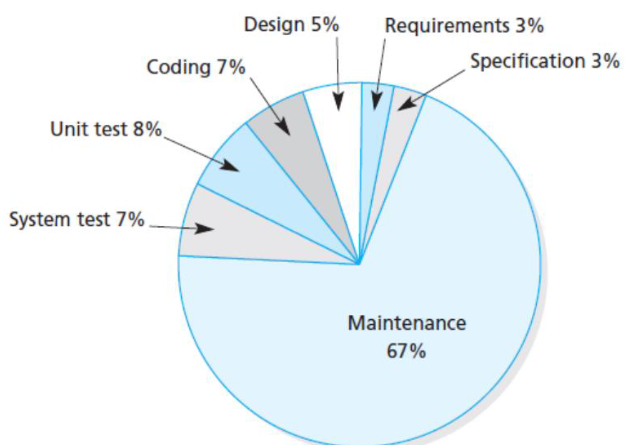 Design 5%
Requirements 3%
Coding 7%
Specification 3%
Unit test 8%
System test 7%
Maintenance
67%